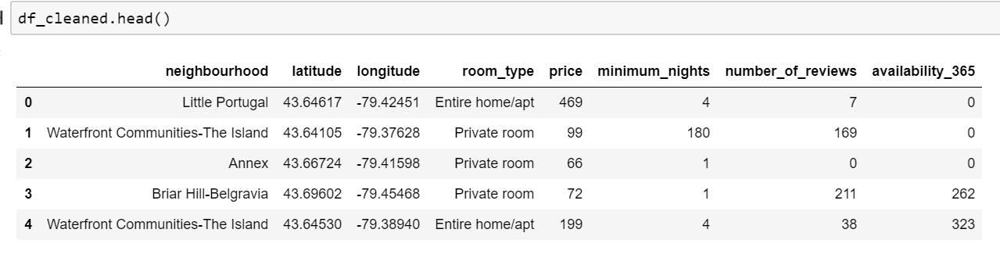 df_cleaned.head()
neighbourhood latitude longitude room_type price minimum_nights number_of_reviews availability_365
0 Little Portugal 43.64617 -79.42451 Entire home/apt 469 4 7 0
1 Waterfront Communities-The Island 43.64105 -79.37628 Private room 99 180 169 0
2 Annex 43.66724 -79.41598 Private room 66 1 0 0
3 Briar Hill-Belgravia 43.69602 -79.45468 Private room 72 1 211 262
4 Waterfront Communities-The Island 43.64530 -79.38940 Entire home/apt 199 4 38 323